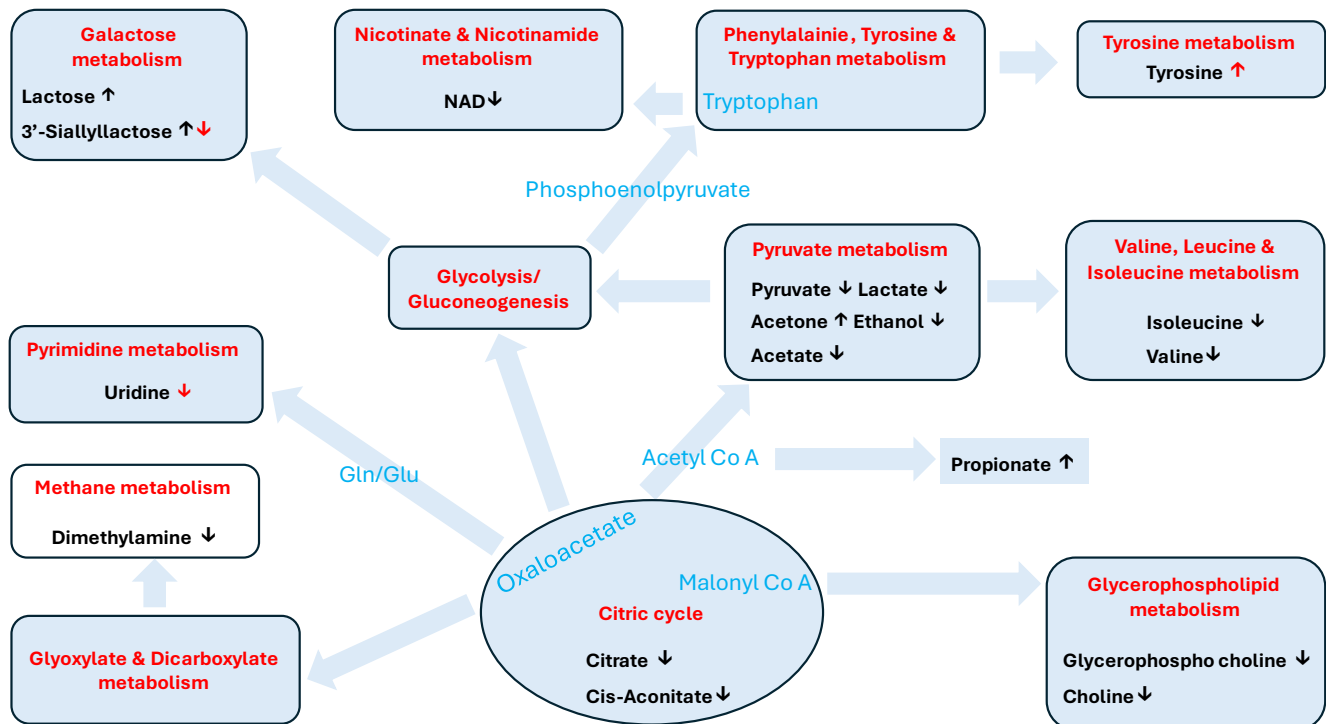 Galactose
metabolism
Lactose ↑
3’-Siallyllactose ↑↓
Nicotinate & Nicotinamide
metabolism
NAD↓
Phenylalainie, Tyrosine &
Tryptophan metabolism
Tryptophan
Tyrosine metabolism
Tyrosine ↑
Phosphoenolpyruvate
Glycolysis/
Gluconeogenesis
Pyruvate metabolism
Pyruvate ↓ Lactate ↓
Acetone ↑ Ethanol ↓
Acetate ↓
Valine, Leucine &
Isoleucine metabolism
Isoleucine ↓
Valine↓
Pyrimidine metabolism
Uridine ↓
Gln/Glu
Acetyl Co A
Propionate ↑
Methane metabolism
Dimethylamine ↓
Oxaloacetate
Malonyl Co A
Citric cycle
Citrate ↓
Cis-Aconitate↓
Glycerophospholipid
metabolism
Glycerophospho choline ↓
Choline↓
Glyoxylate & Dicarboxylate
metabolism